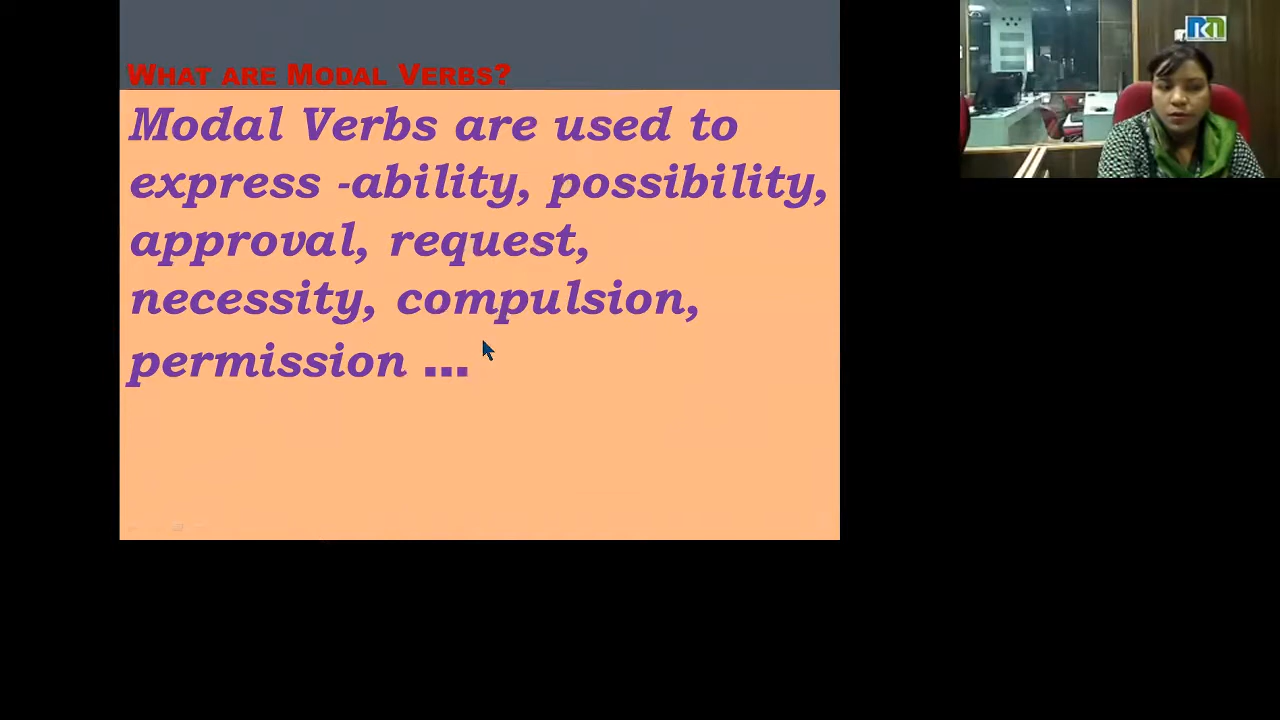 What are Modal Verbs?
Modal Verbs are used to
express -ability, possibility,
approval, request,
necessity, compulsion,
permission ...